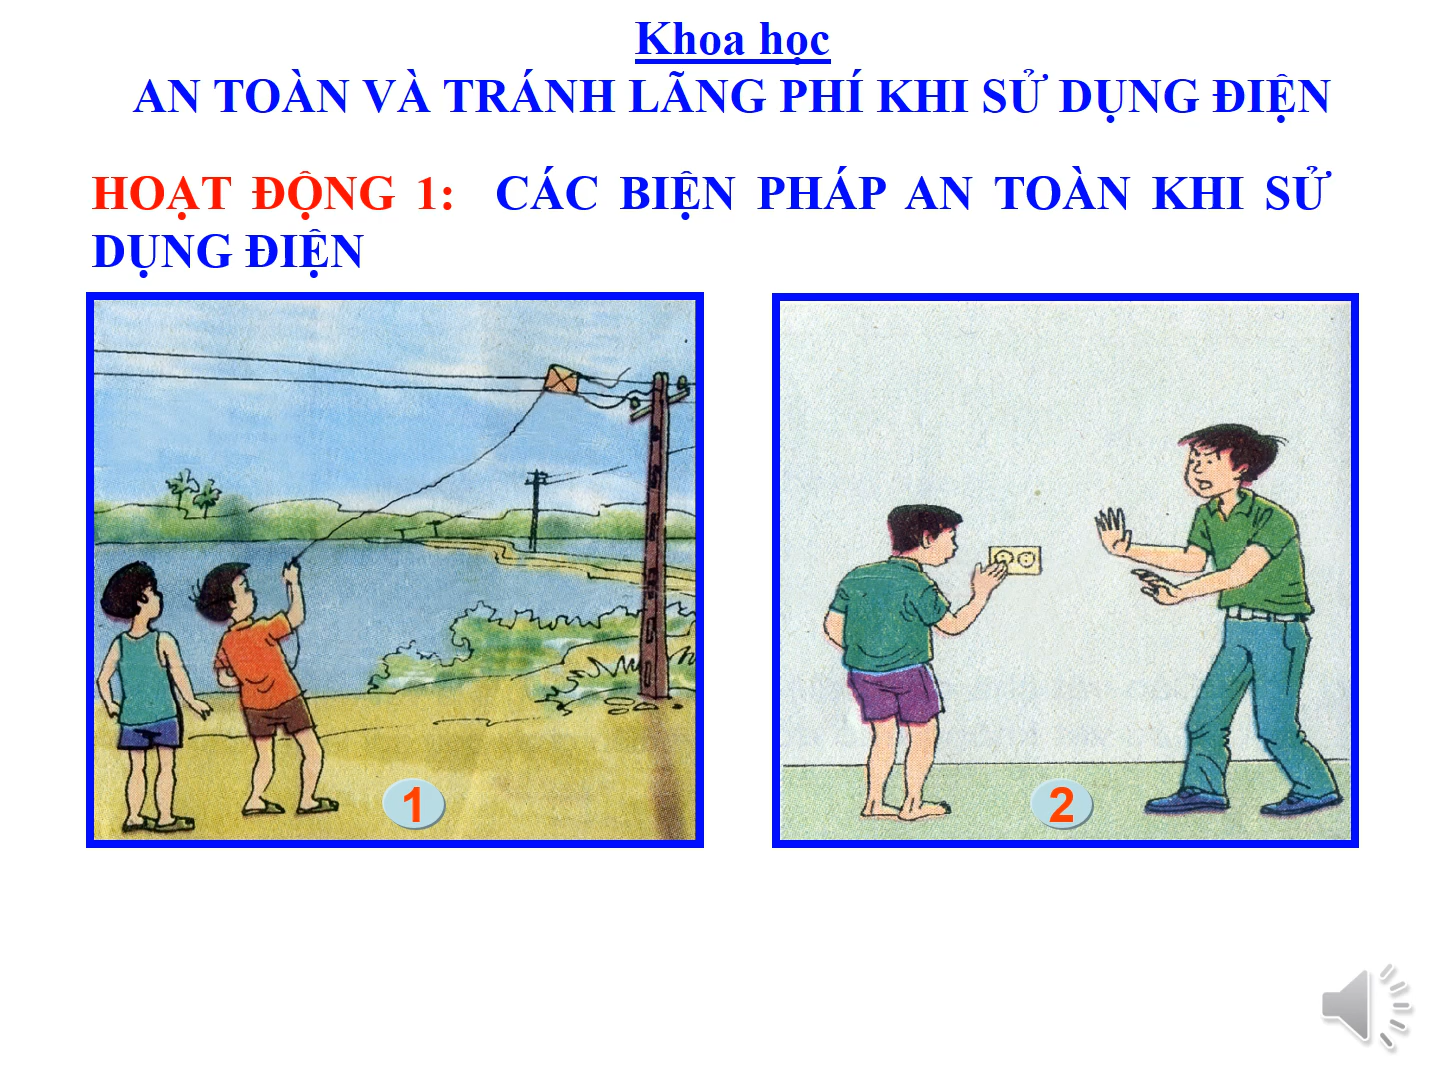 Khoa học
AN TOÀN VÀ TRÁNH LÃNG PHÍ KHI SỬ DỤNG ĐIỆN
HOẠT ĐỘNG 1: CÁC BIỆN PHÁP AN TOÀN KHI SỬ
DỤNG ĐIỆN
1
2